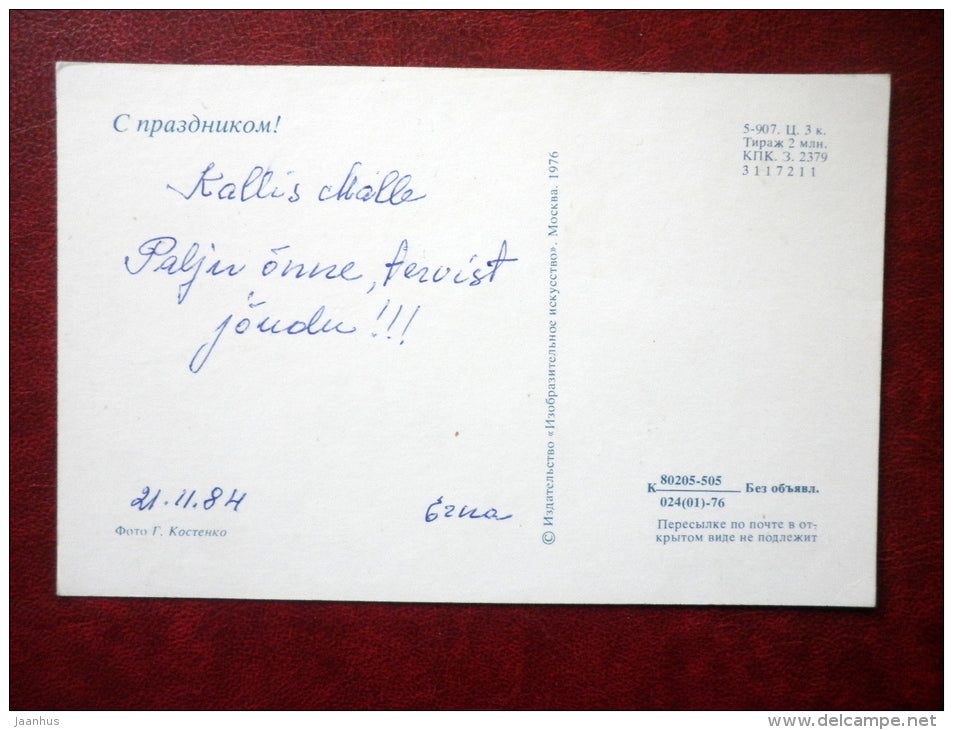 С праздником!
Kallis Malle
Palju õnne, tervist
jõudu!!!
21.11.84
Erna
Фото Г. Костенко
© Издательство «Изобразительное искусство». Москва. 1976
5-907. Ц. 3 к.
Тираж 2 млн.
КПК. З. 2379
3117211
К 80205-505 Без объявл.
024(01)-76
Пересылке по почте в от-
крытом виде не подлежит
jaanhus
www.delcampe.net